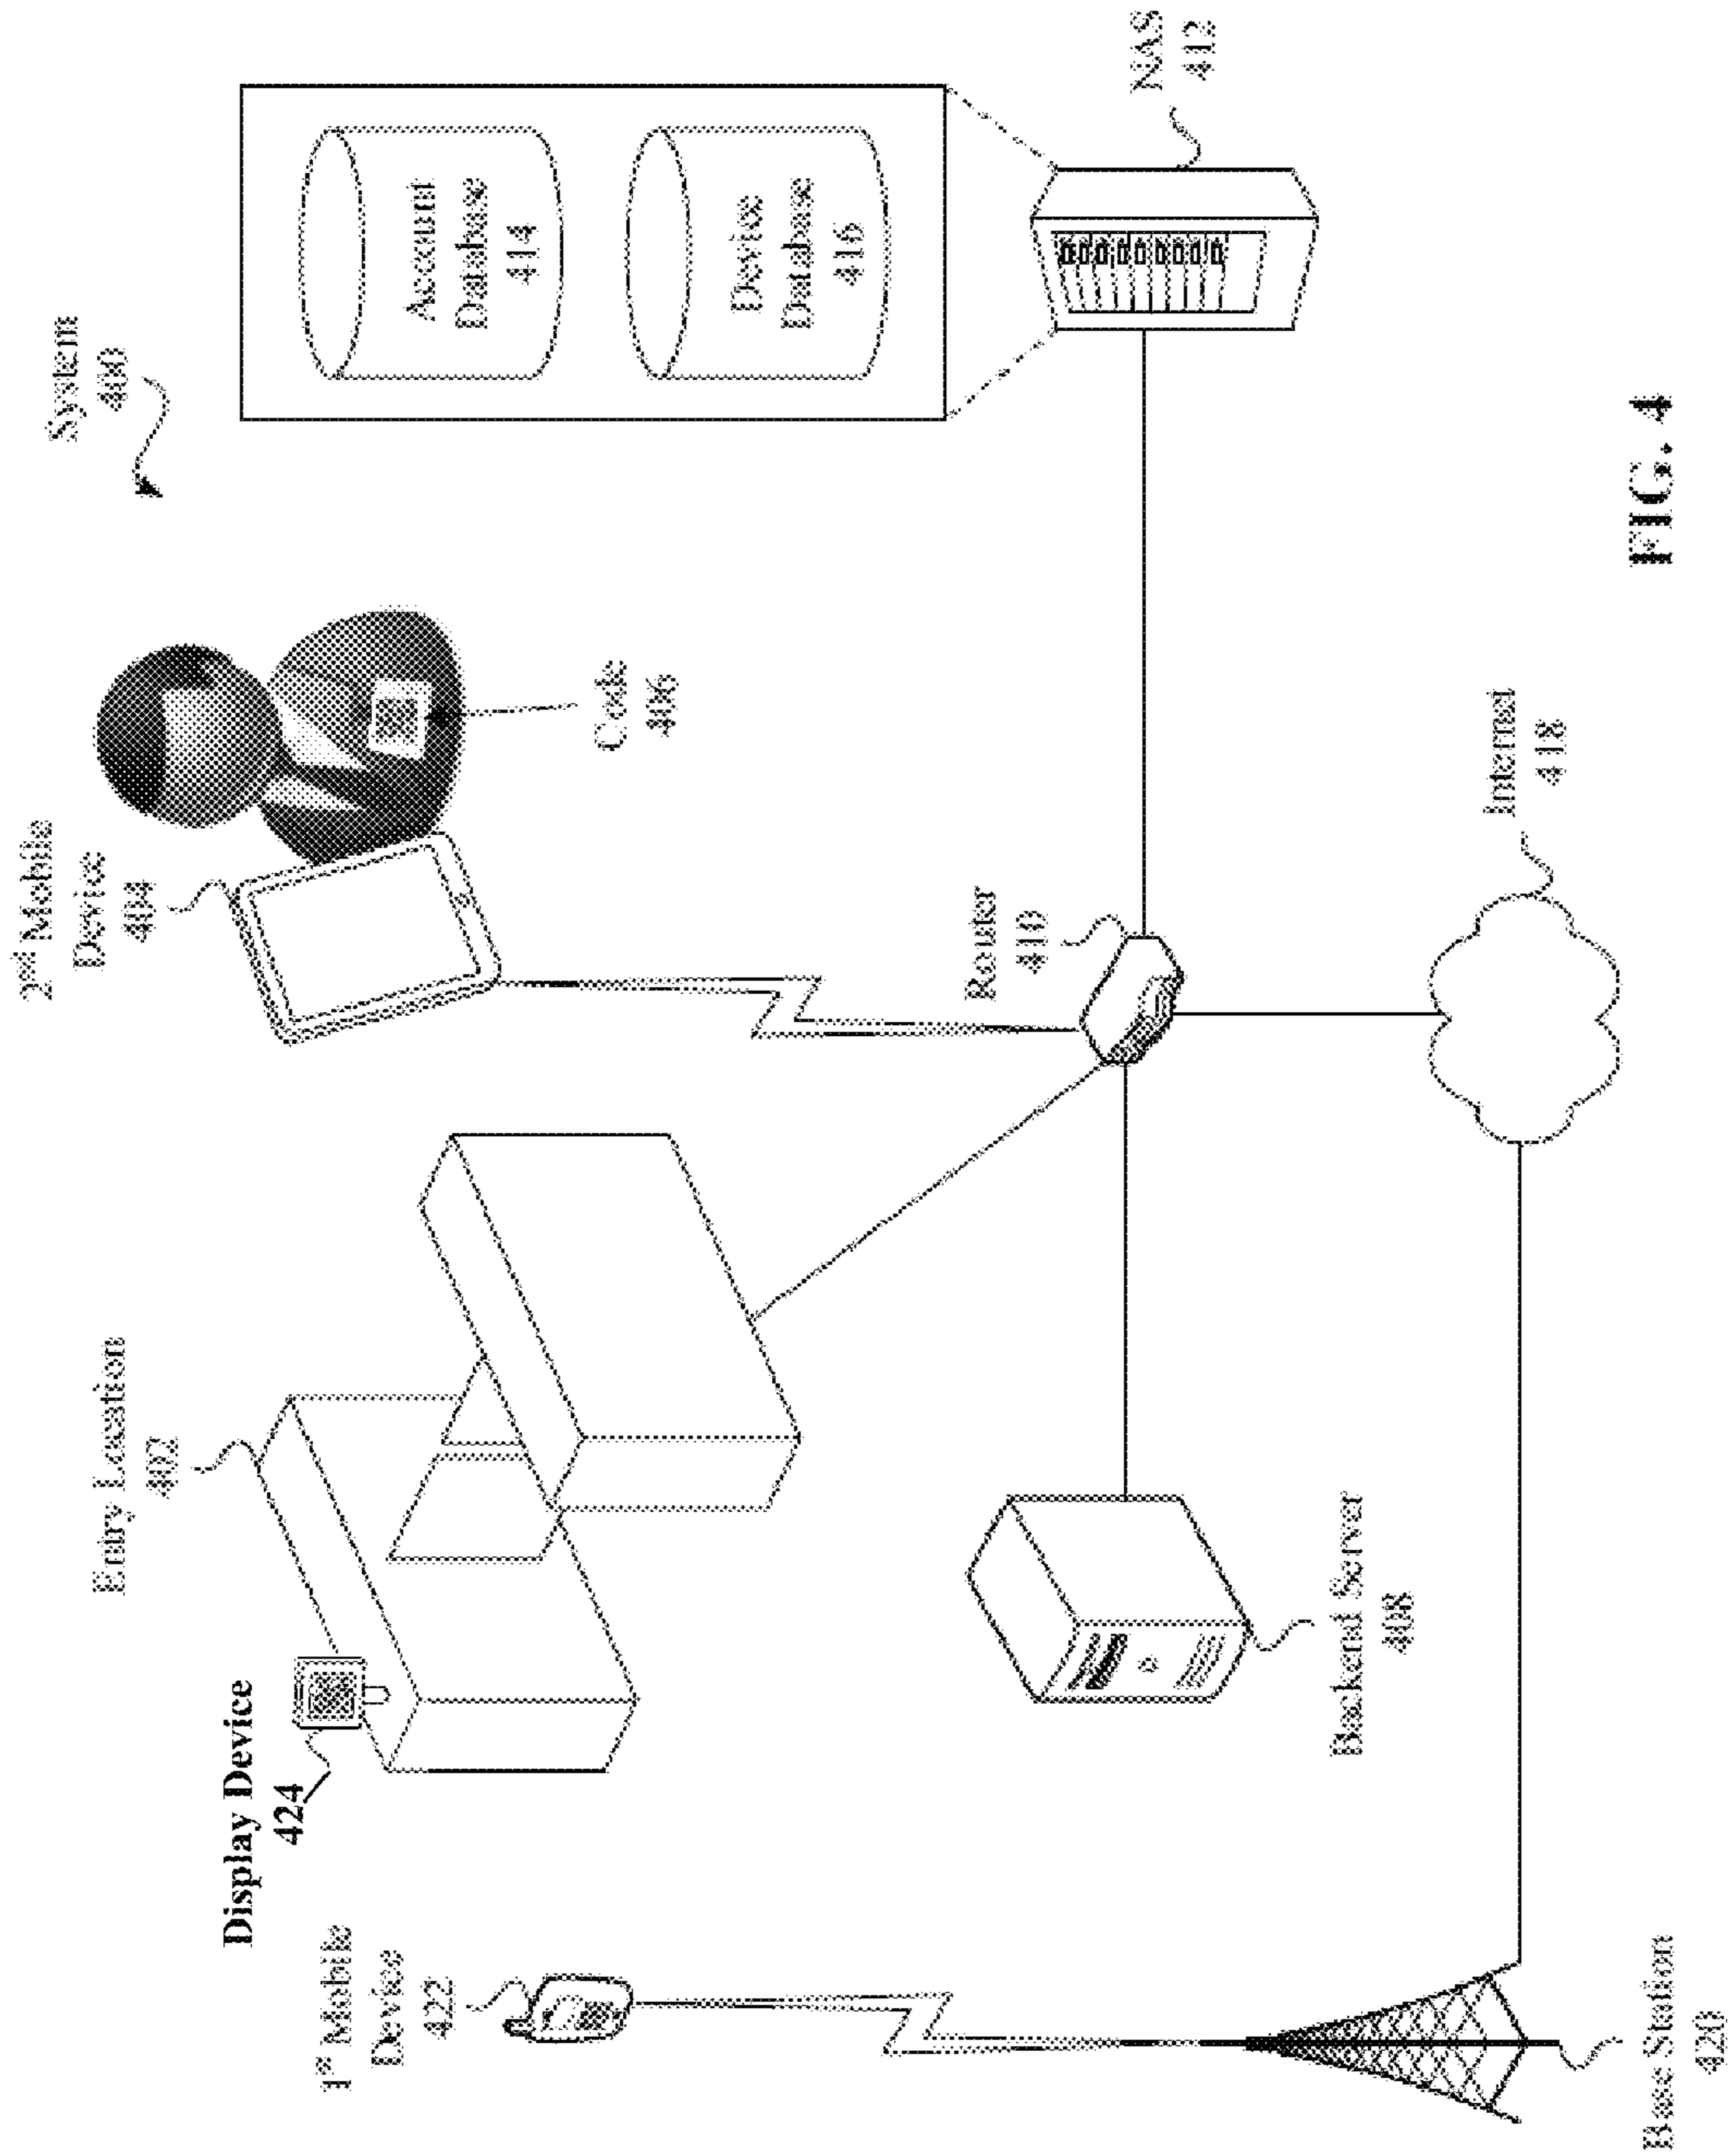 System
400
2nd Mobile
Device
404
Entry Location
402
Display Device
424
1st Mobile
Device
422
Account
Database
414
Device
Database
416
Code
406
NAS
412
Router
410
Internet
418
Backend Server
408
Base Station
420
FIG. 4